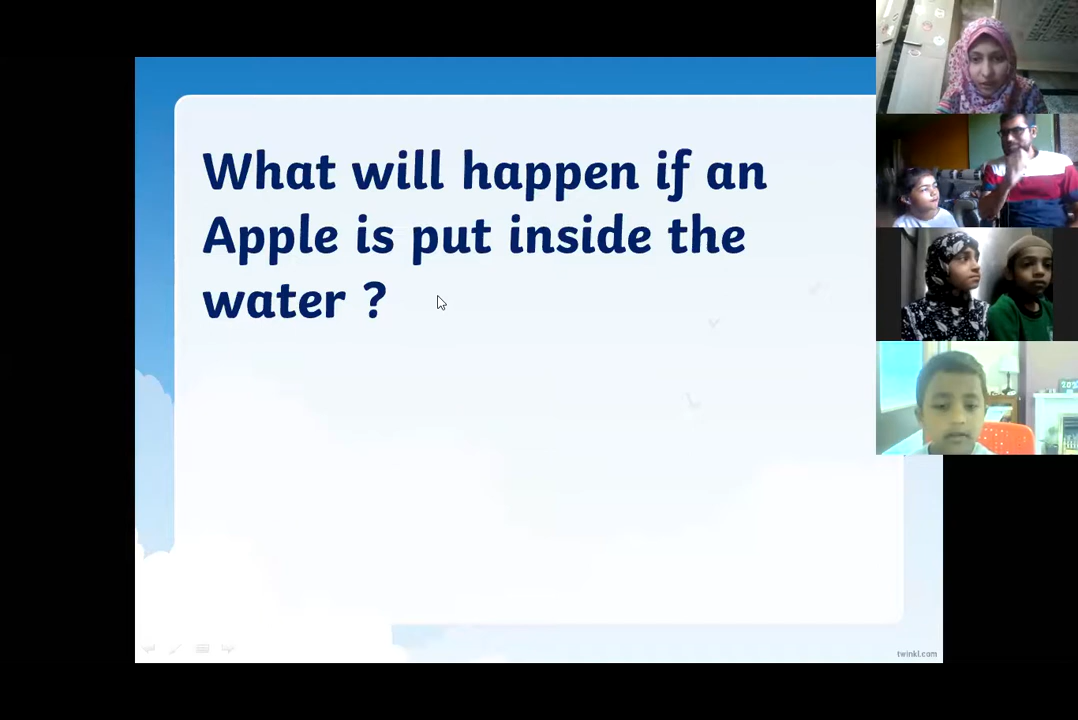 What will happen if an
Apple is put inside the
water ?
twinkl.com